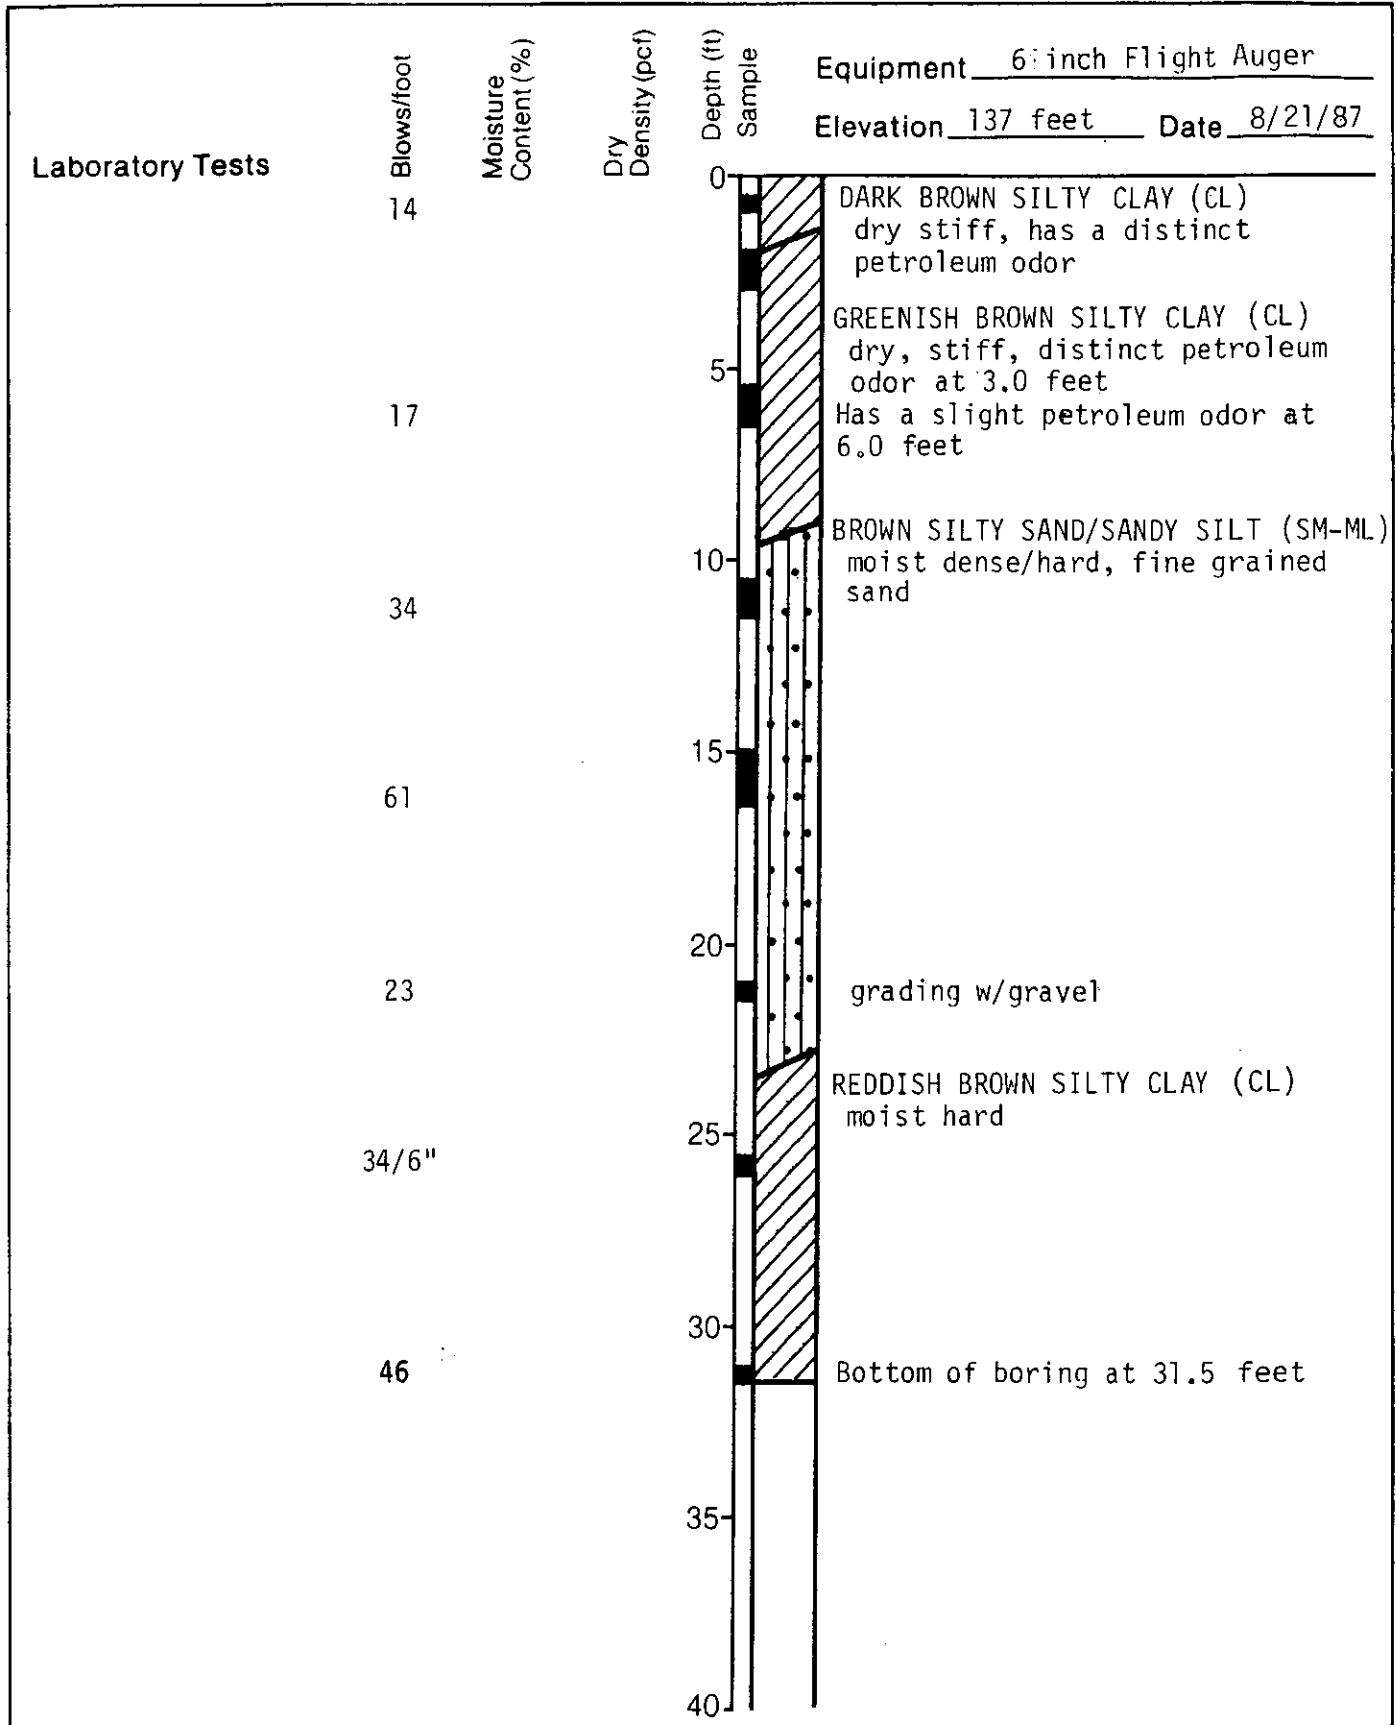 Laboratory Tests
Blows/foot
Moisture
Content (%)
Dry
Density (pcf)
Depth (ft)
Sample
Equipment 6 inch Flight Auger
Elevation 137 feet Date 8/21/87
0
14
DARK BROWN SILTY CLAY (CL)
dry stiff, has a distinct
petroleum odor
GREENISH BROWN SILTY CLAY (CL)
dry, stiff, distinct petroleum
5
odor at 3.0 feet
17
Has a slight petroleum odor at
6.0 feet
BROWN SILTY SAND/SANDY SILT (SM-ML)
10
moist dense/hard, fine grained
sand
34
15
61
20
23
grading w/gravel
REDDISH BROWN SILTY CLAY (CL)
moist hard
25
34/6"
30
46
Bottom of boring at 31.5 feet
35
40